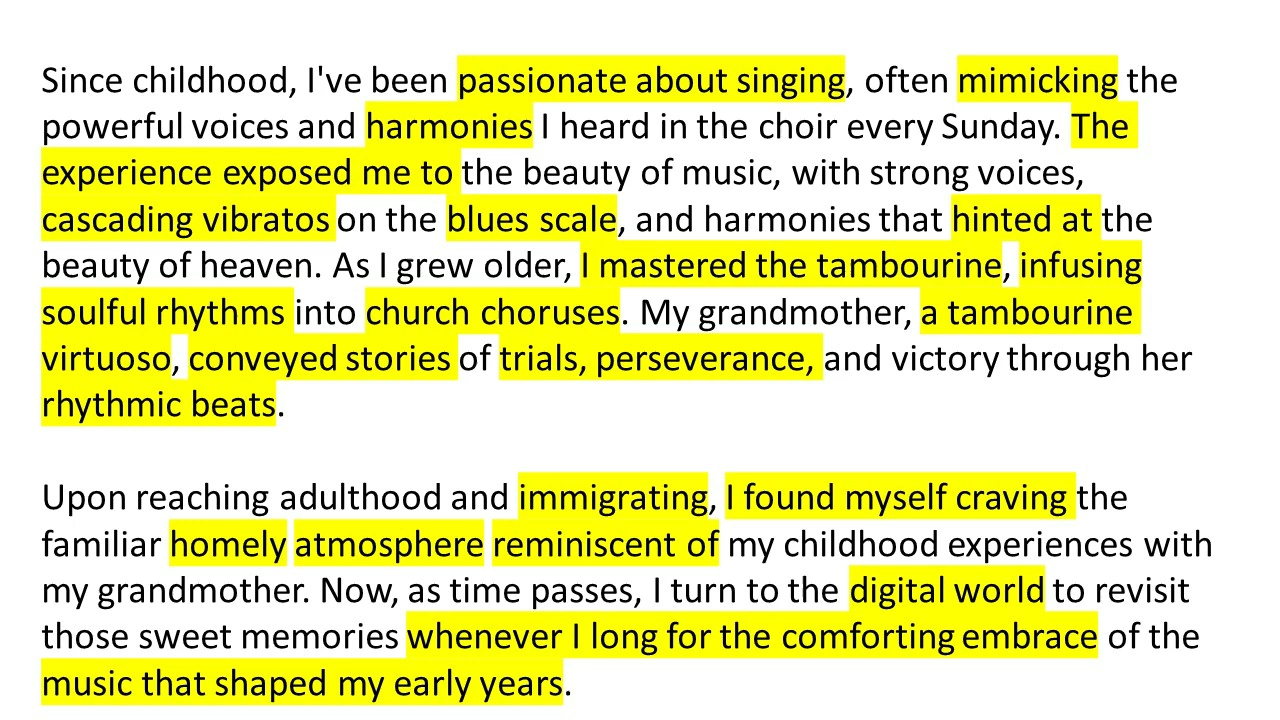 Since childhood, I've been passionate about singing, often mimicking the
powerful voices and harmonies I heard in the choir every Sunday. The
experience exposed me to the beauty of music, with strong voices,
cascading vibratos on the blues scale, and harmonies that hinted at the
beauty of heaven. As I grew older, I mastered the tambourine, infusing
soulful rhythms into church choruses. My grandmother, a tambourine
virtuoso, conveyed stories of trials, perseverance, and victory through her
rhythmic beats.
Upon reaching adulthood and immigrating, I found myself craving the
familiar homely atmosphere reminiscent of my childhood experiences with
my grandmother. Now, as time passes, I turn to the digital world to revisit
those sweet memories whenever I long for the comforting embrace of the
music that shaped my early years.